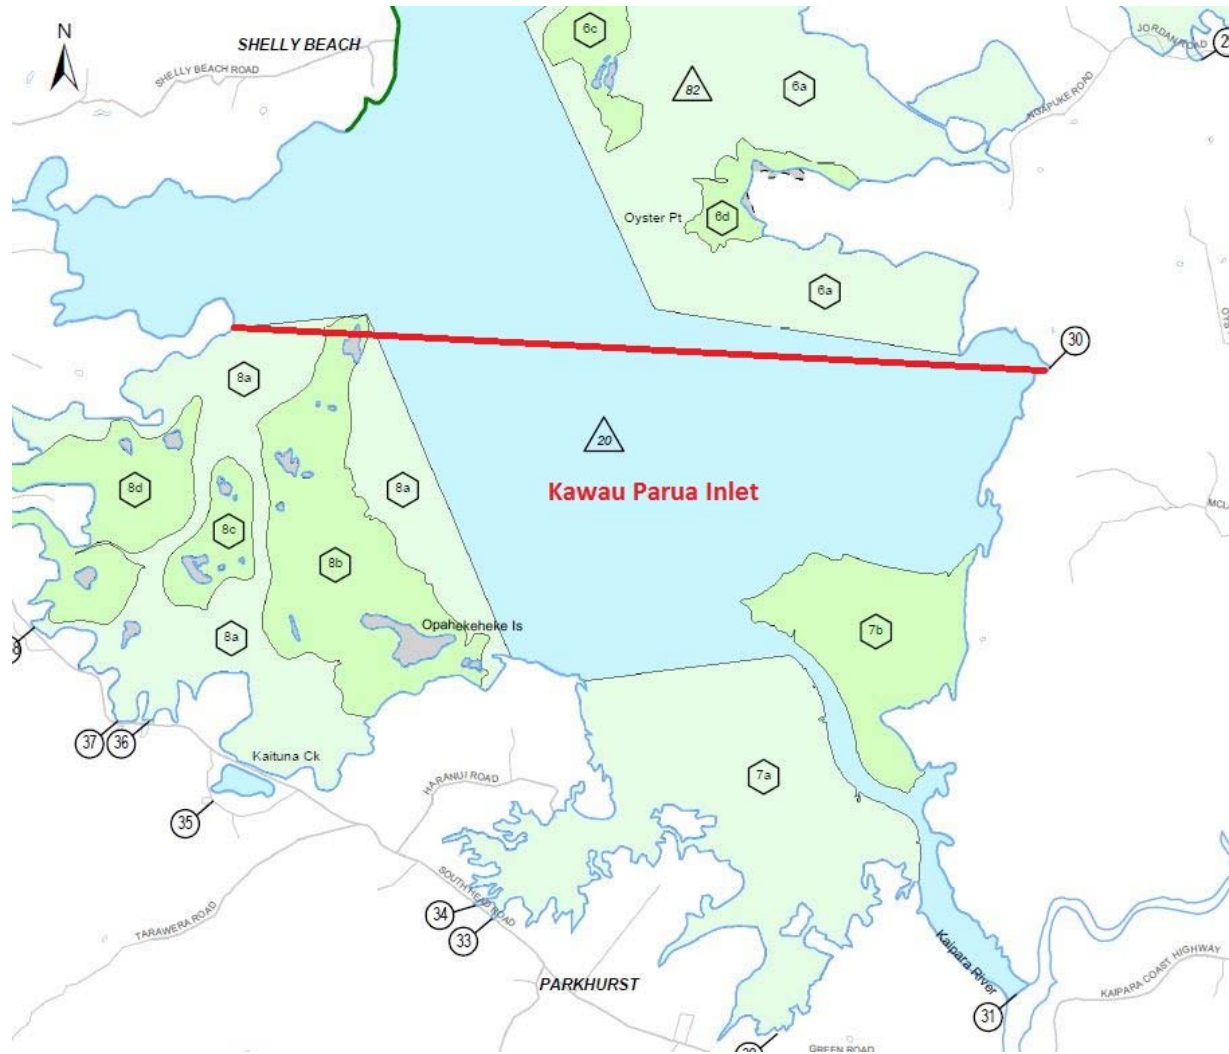 N
SHELLY BEACH
SHELLY BEACH ROAD
6c
82
6a
JORDAN ROAD
NGAPUKE ROAD
Oyster Pt
6d
6a
30
8a
20
Kawau Parua Inlet
8d
8a
8c
8b
Opahekeheke Is
7b
8a
37
36
Kaituna Ck
HARANUI ROAD
7a
35
34
33
SOUTH HEAD ROAD
TARAWERA ROAD
PARKHURST
Kaipara River
KAIPARA COAST HIGHWAY
31
GREEN ROAD